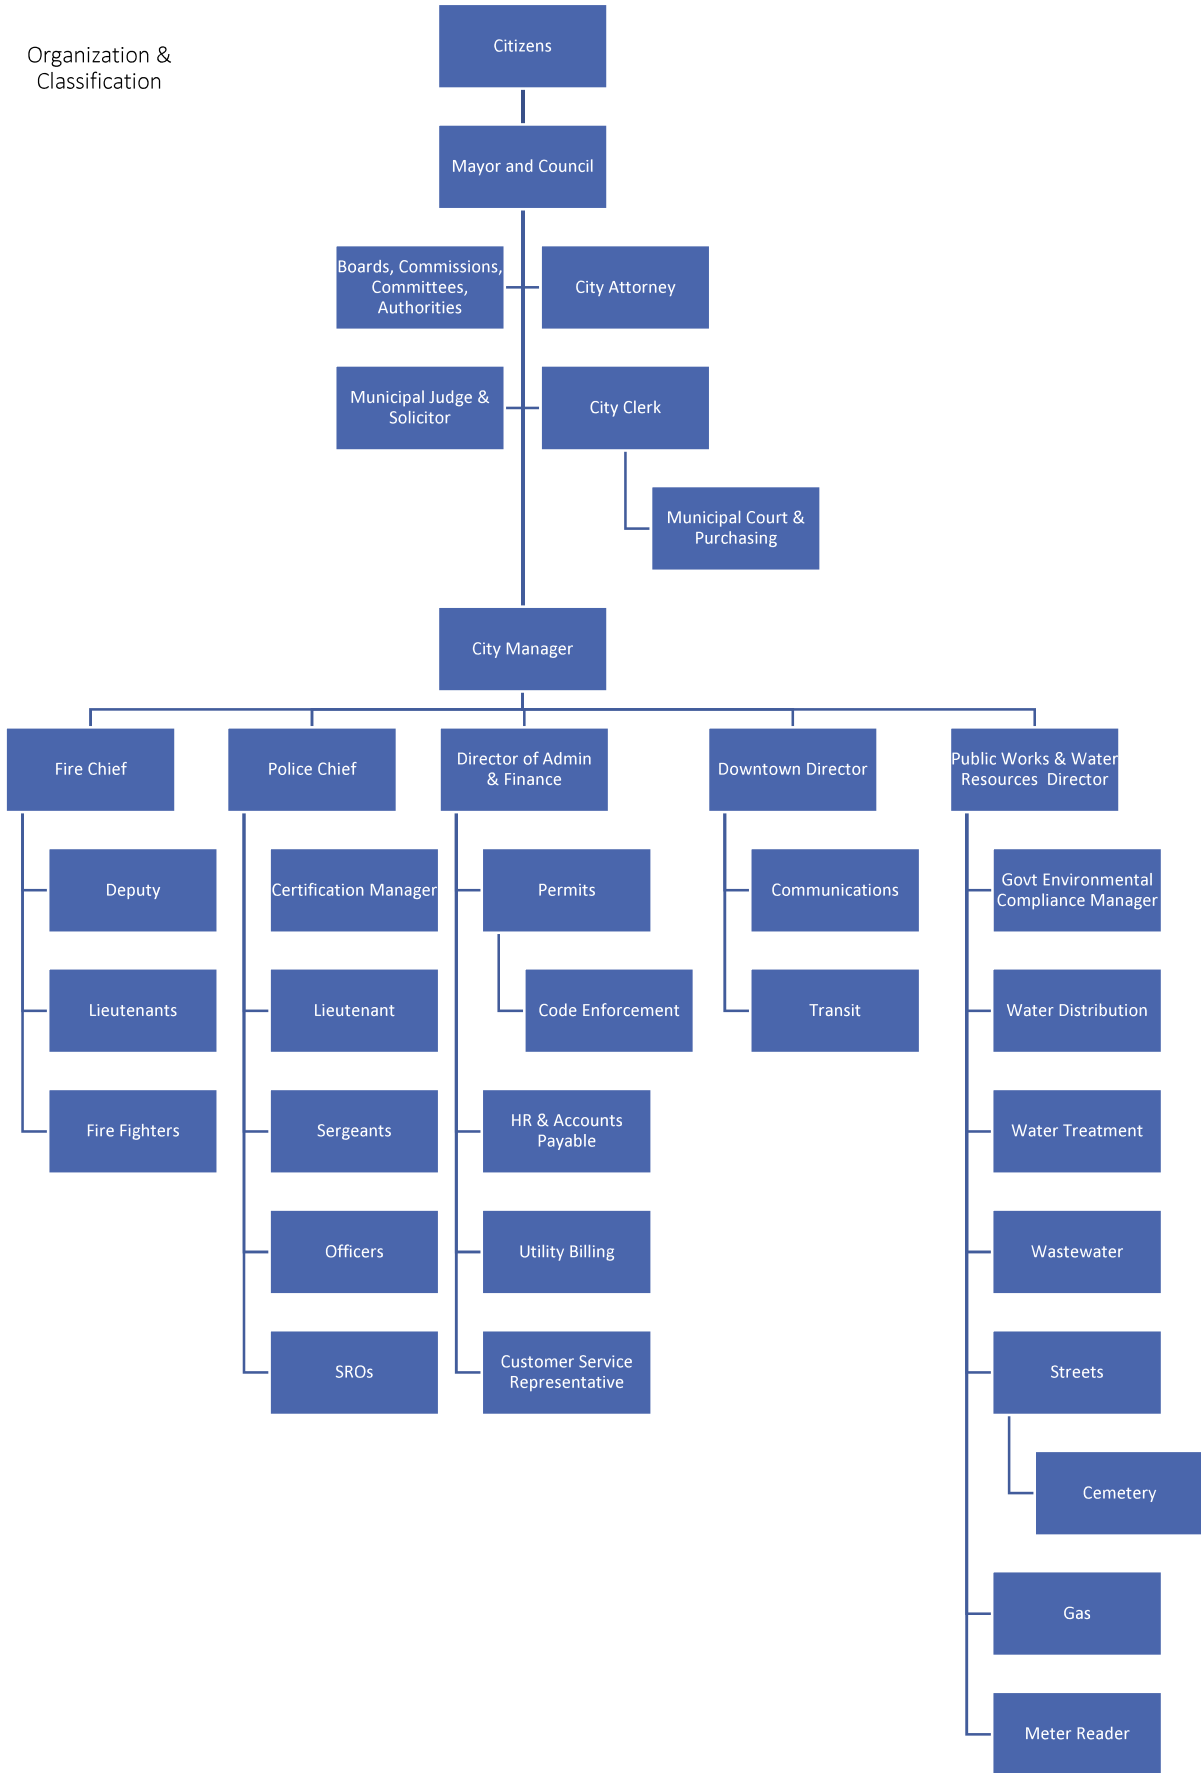 Organization &
Classification
Citizens
Mayor and Council
Boards, Commissions,
Committees,
Authorities
City Attorney
Municipal Judge &
Solicitor
City Clerk
Municipal Court &
Purchasing
City Manager
Fire Chief
Deputy
Lieutenants
Fire Fighters
Police Chief
Certification Manager
Lieutenant
Sergeants
Officers
SROs
Director of Admin
& Finance
Permits
Code Enforcement
HR & Accounts
Payable
Utility Billing
Customer Service
Representative
Downtown Director
Communications
Transit
Public Works & Water
Resources  Director
Govt Environmental
Compliance Manager
Water Distribution
Water Treatment
Wastewater
Streets
Cemetery
Gas
Meter Reader